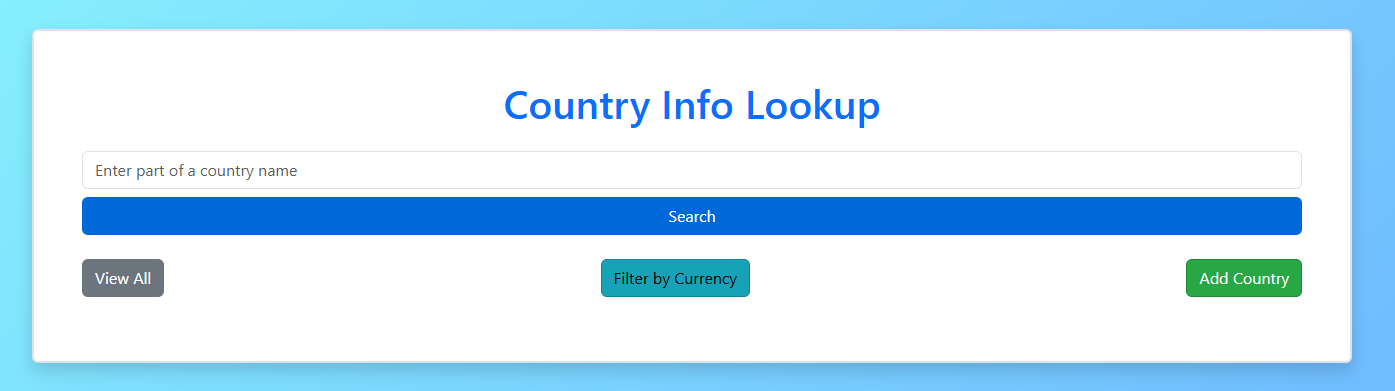 Country Info Lookup
Enter part of a country name
Search
View All
Filter by Currency
Add Country